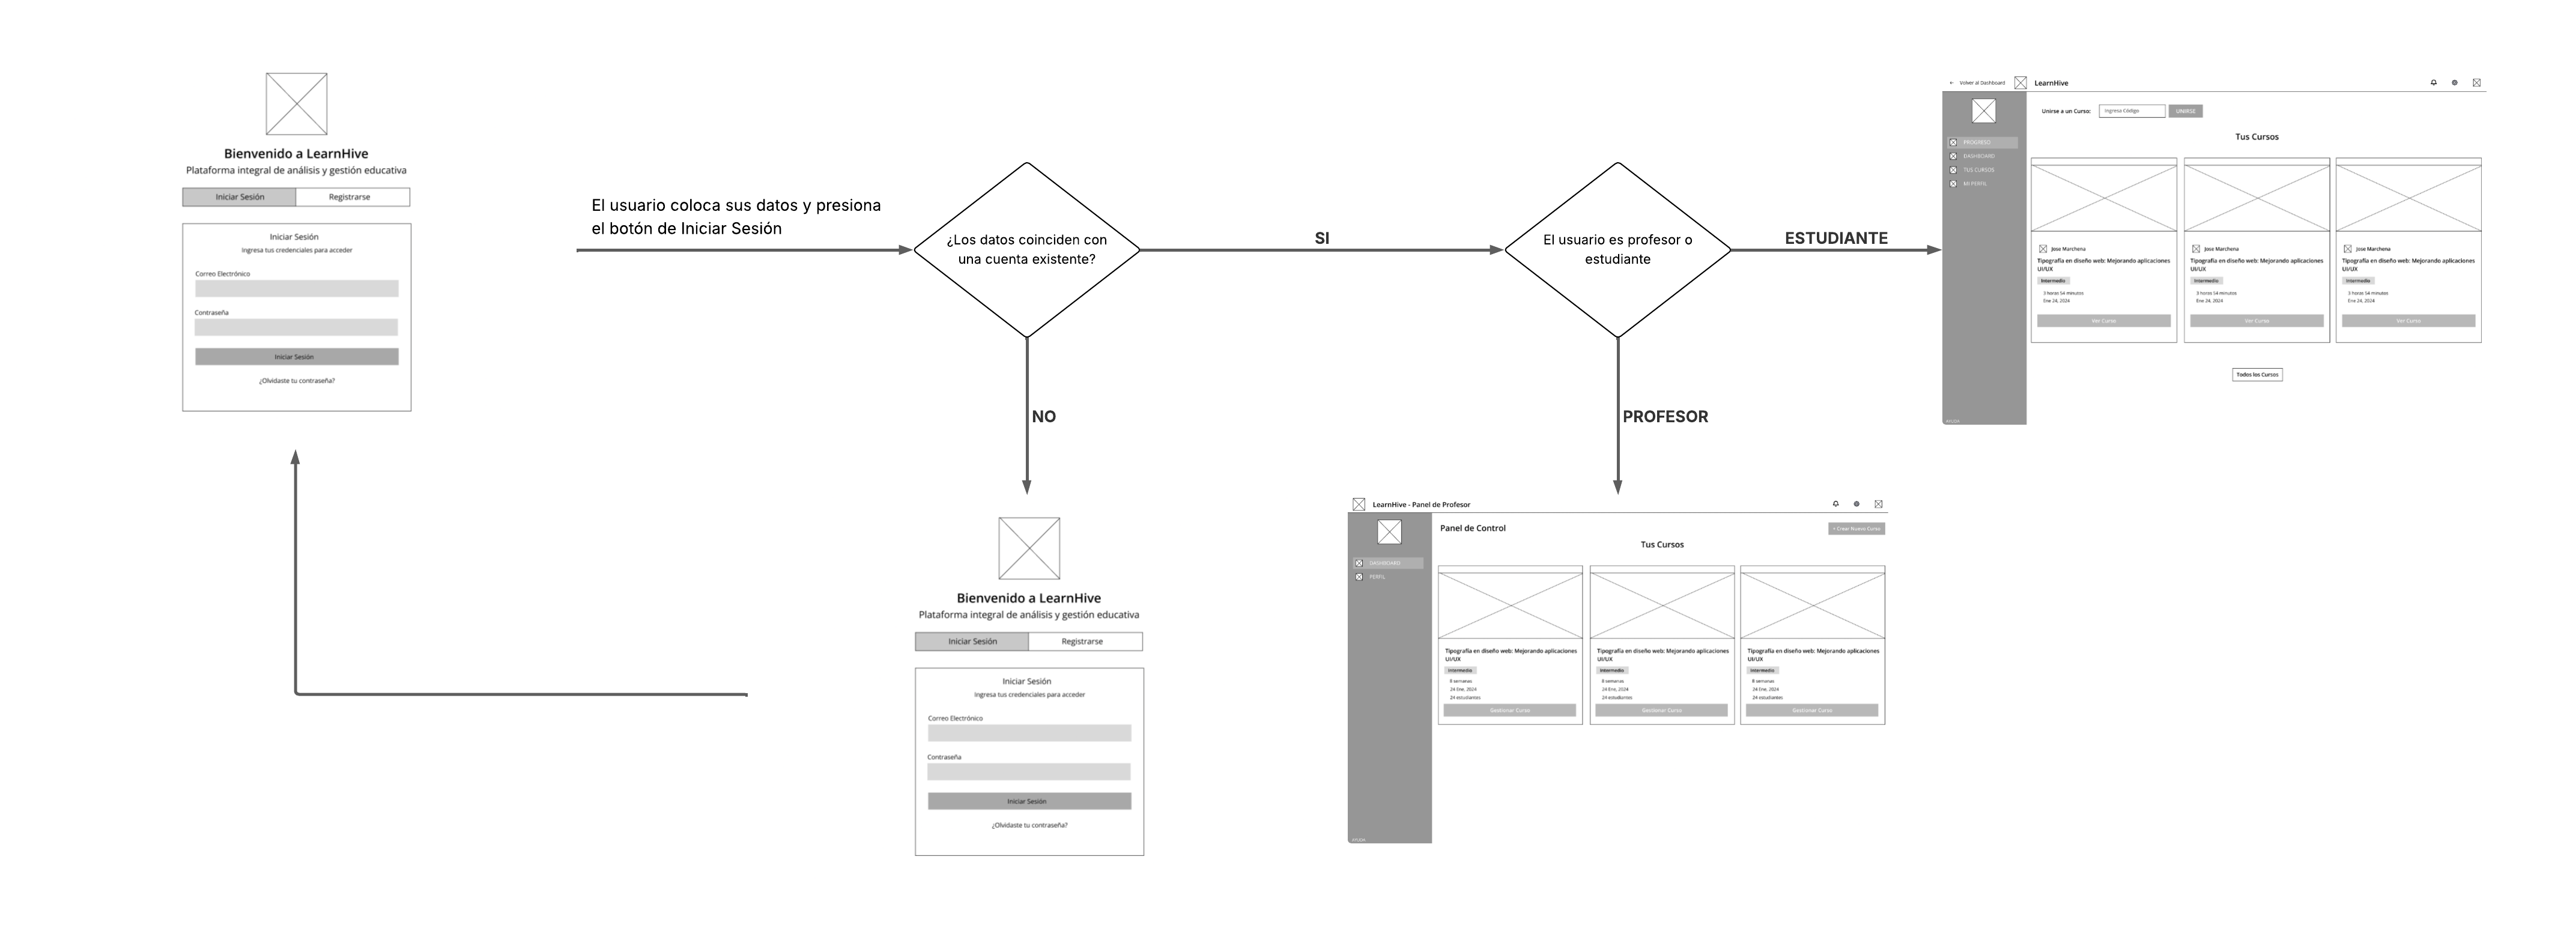 Bienvenido a LearnHive
Plataforma integral de análisis y gestión educativa
Iniciar Sesión
Registrarse
Iniciar Sesión
Ingresa tus credenciales para acceder
Correo Electrónico
Contraseña
Iniciar Sesión
¿Olvidaste tu contraseña?
El usuario coloca sus datos y presiona
el botón de Iniciar Sesión
¿Los datos coinciden con
una cuenta existente?
SI
El usuario es profesor o
estudiante
ESTUDIANTE
NO
PROFESOR
Volver al Dashboard
LearnHive
Unirse a un Curso:
Ingresa Código
UNIRSE
Tus Cursos
PROGRESO
DASHBOARD
TUS CURSOS
MI PERFIL
Jose Marchena
Tipografía en diseño web: Mejorando aplicaciones
UI/UX
Intermedio
3 horas 54 minutos
Ene 24, 2024
Ver Curso
Jose Marchena
Tipografía en diseño web: Mejorando aplicaciones
UI/UX
Intermedio
3 horas 54 minutos
Ene 24, 2024
Ver Curso
Jose Marchena
Tipografía en diseño web: Mejorando aplicaciones
UI/UX
Intermedio
3 horas 54 minutos
Ene 24, 2024
Ver Curso
Todos los Cursos
Bienvenido a LearnHive
Plataforma integral de análisis y gestión educativa
Iniciar Sesión
Registrarse
Iniciar Sesión
Ingresa tus credenciales para acceder
Correo Electrónico
Contraseña
Iniciar Sesión
¿Olvidaste tu contraseña?
LearnHive - Panel de Profesor
Panel de Control
+ Crear Nuevo Curso
Tus Cursos
DASHBOARD
PERFIL
Tipografía en diseño web: Mejorando aplicaciones
UI/UX
Intermedio
8 semanas
24 Ene, 2024
24 estudiantes
Gestionar Curso
Tipografía en diseño web: Mejorando aplicaciones
UI/UX
Intermedio
8 semanas
24 Ene, 2024
24 estudiantes
Gestionar Curso
Tipografía en diseño web: Mejorando aplicaciones
UI/UX
Intermedio
8 semanas
24 Ene, 2024
24 estudiantes
Gestionar Curso